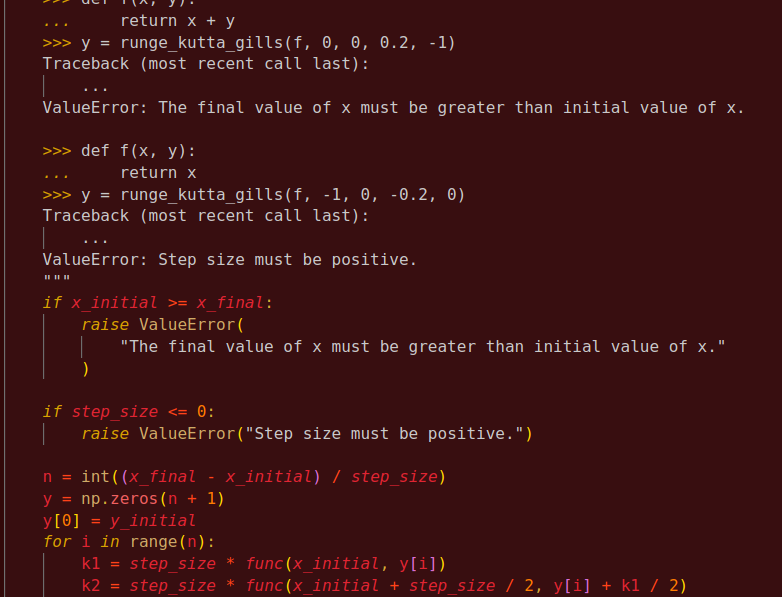 >>> def f(x, y):
...     return x + y
>>> y = runge_kutta_gills(f, 0, 0, 0.2, -1)
Traceback (most recent call last):
    ...
ValueError: The final value of x must be greater than initial value of x.
>>> def f(x, y):
...     return x
>>> y = runge_kutta_gills(f, -1, 0, -0.2, 0)
Traceback (most recent call last):
    ...
ValueError: Step size must be positive.
"""
if x_initial >= x_final:
    raise ValueError(
        "The final value of x must be greater than initial value of x."
    )
if step_size <= 0:
    raise ValueError("Step size must be positive.")
n = int((x_final - x_initial) / step_size)
y = np.zeros(n + 1)
y[0] = y_initial
for i in range(n):
    k1 = step_size * func(x_initial, y[i])
    k2 = step_size * func(x_initial + step_size / 2, y[i] + k1 / 2)